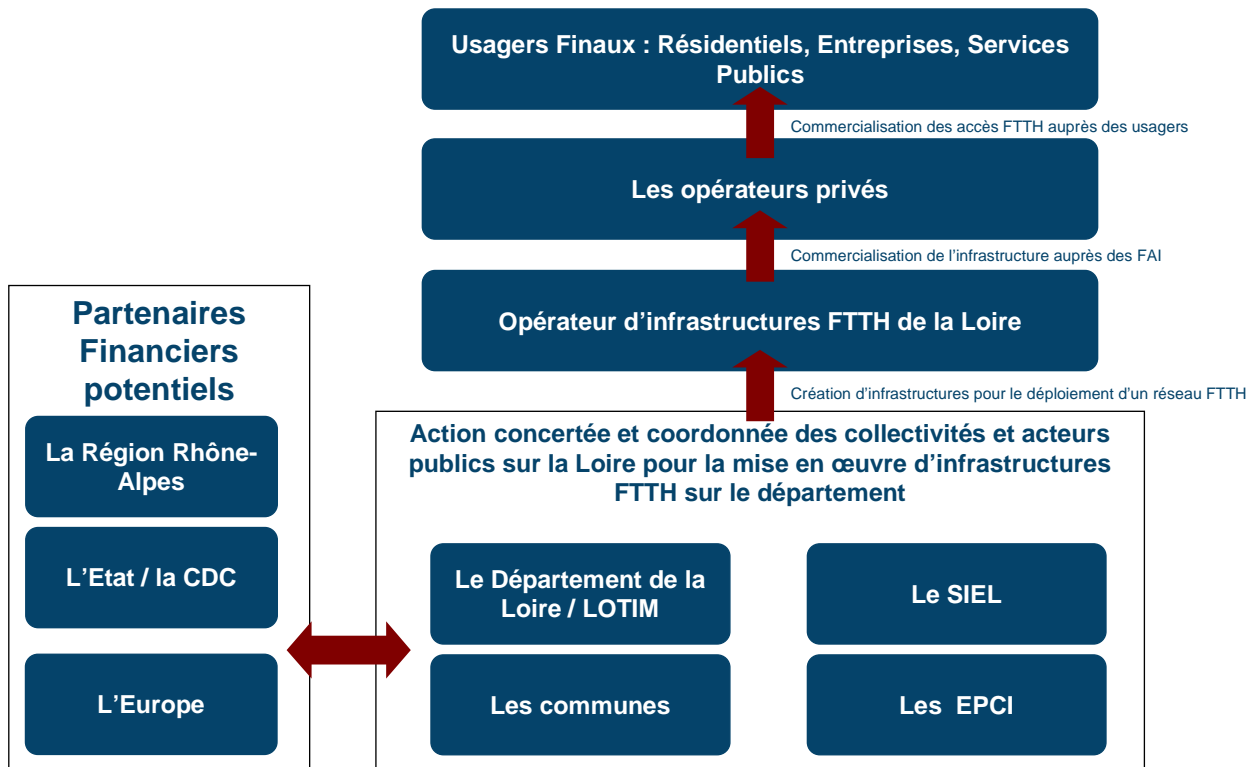 Usagers Finaux : Résidentiels, Entreprises, Services
Publics
Commercialisation des accès FTTH auprès des usagers
Les opérateurs privés
Commercialisation de l’infrastructure auprès des FAI
Opérateur d’infrastructures FTTH de la Loire
Création d’infrastructures pour le déploiement d’un réseau FTTH
Partenaires
Financiers
potentiels
La Région Rhône-
Alpes
L’Etat / la CDC
L’Europe
Action concertée et coordonnée des collectivités et acteurs
publics sur la Loire pour la mise en œuvre d’infrastructures
FTTH sur le département
Le Département de la
Loire / LOTIM
Le SIEL
Les communes
Les EPCI